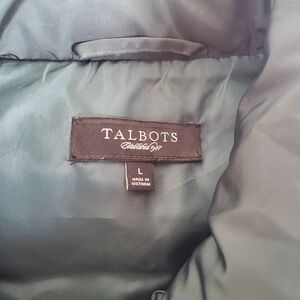 TALBOTS
Established 1947
L
MADE IN
VIETNAM